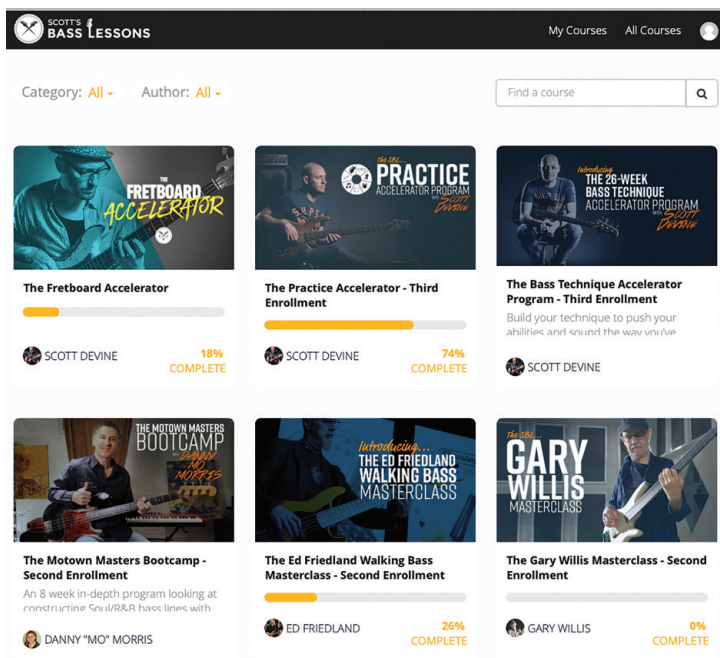 SCOTT'S
BASS LESSONS
My Courses All Courses
Category: All Author: All
Find a course
THE
FRETBOARD
ACCELERATOR
The Fretboard Accelerator
SCOTT DEVINE
18%
COMPLETE
The SBL...
PRACTICE
ACCELERATOR PROGRAM
WITH SCOTT
DEVINE
The Practice Accelerator - Third
Enrollment
SCOTT DEVINE
74%
COMPLETE
Introducing
THE 26-WEEK
BASS TECHNIQUE
ACCELERATOR PROGRAM
WITH SCOTT
DEVINE
The Bass Technique Accelerator
Program - Third Enrollment
Build your technique to push your
abilities and sound the way you've
SCOTT DEVINE
THE MOTOWN MASTERS
BOOTCAMP
WITH DANNY
"MO"
MORRIS
The Motown Masters Bootcamp -
Second Enrollment
An 8 week in-depth program looking at
constructing Soul/R&B bass lines with
DANNY "MO" MORRIS
Introducing...
THE ED FRIEDLAND
WALKING BASS
MASTERCLASS
The Ed Friedland Walking Bass
Masterclass - Second Enrollment
ED FRIEDLAND
26%
COMPLETE
The SBL...
GARY
WILLIS
MASTERCLASS
The Gary Willis Masterclass - Second
Enrollment
GARY WILLIS
0%
COMPLETE